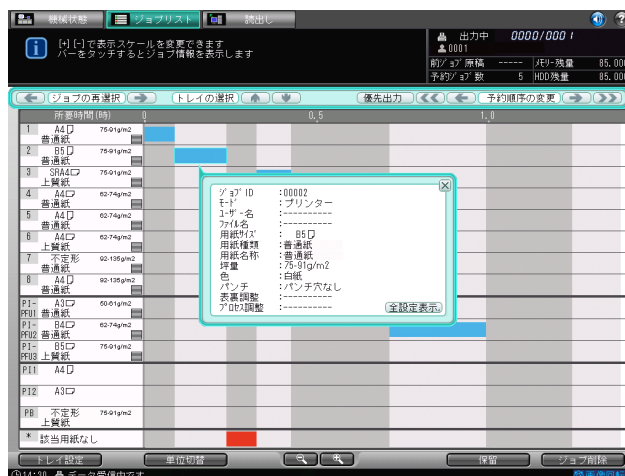 機械状態 ジョブリスト 読出し
[+] [-]で表示スケールを変更できます
バーをタッチするとジョブ情報を表示します
出力中 0000/0001
0001
前ジョブ原稿 ----- メモリー残量 85.00
予約ジョブ数 5 HDD残量 85.00
ジョブの再選択 トレイの選択 優先出力 予約順序の変更
所要時間(時) 0 0.5 1.0
1 A4 75-91g/m2
普通紙
2 B5 75-91g/m2
普通紙
3 SRA4 75-91g/m2
上質紙
4 A4 62-74g/m2
普通紙
5 A4 62-74g/m2
普通紙
6 A4 62-74g/m2
上質紙
7 不定形 92-135g/m2
普通紙
8 A4 92-135g/m2
普通紙
PI- A3 50-61g/m2
PFU1 普通紙
PI- B4 62-74g/m2
PFU2 普通紙
PI- B5 75-91g/m2
PFU3 上質紙
PI1 A4
PI2 A3
PB 不定形 75-91g/m2
上質紙
* 該当用紙なし
ジョブID :00002
モード :プリンター
ユーザー名 :----------
ファイル名 :----------
用紙サイズ : B5
用紙種類 :普通紙
用紙名称 :普通紙
坪量 :75-91g/m2
色 :白紙
パンチ :パンチ穴なし
表裏調整 :----------
プロセス調整 :----------
全設定表示
トレイ設定 単位切替 保留 ジョブ削除
14:20 データ受信中です 画像回転